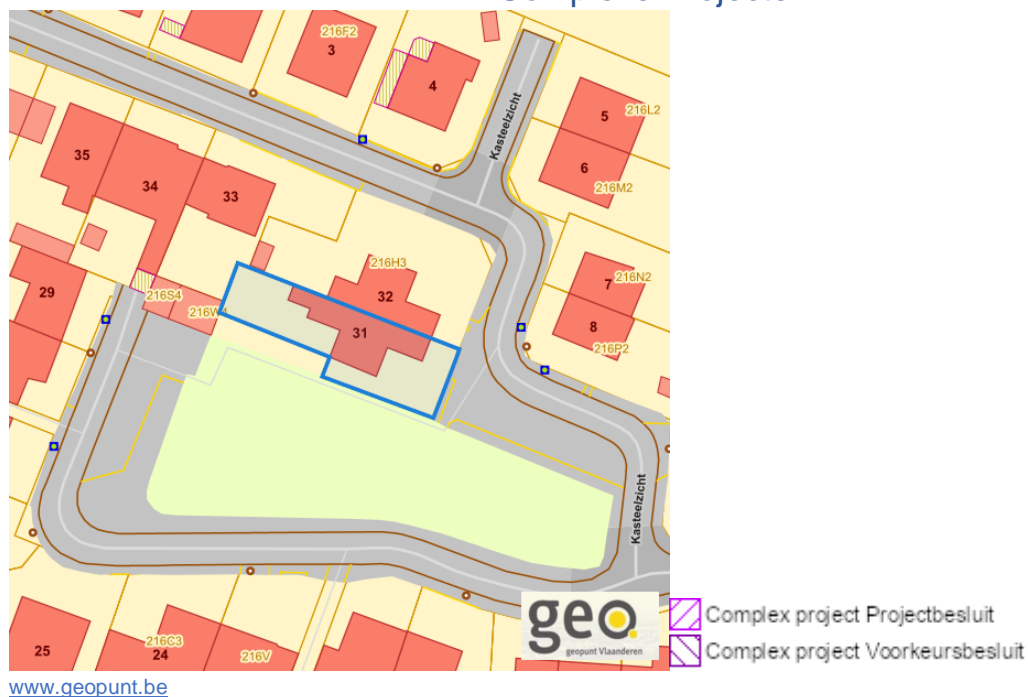 216F2
3
4
Kasteelzicht
5
216L2
6
216M2
35
34
33
216H3
32
7
216N2
29
216S4
31
8
216P2
Kasteelzicht
25
216C3
24
216V
geo.
geopunt Vlaanderen
Complex project Projectbesluit
Complex project Voorkeursbesluit
www.geopunt.be